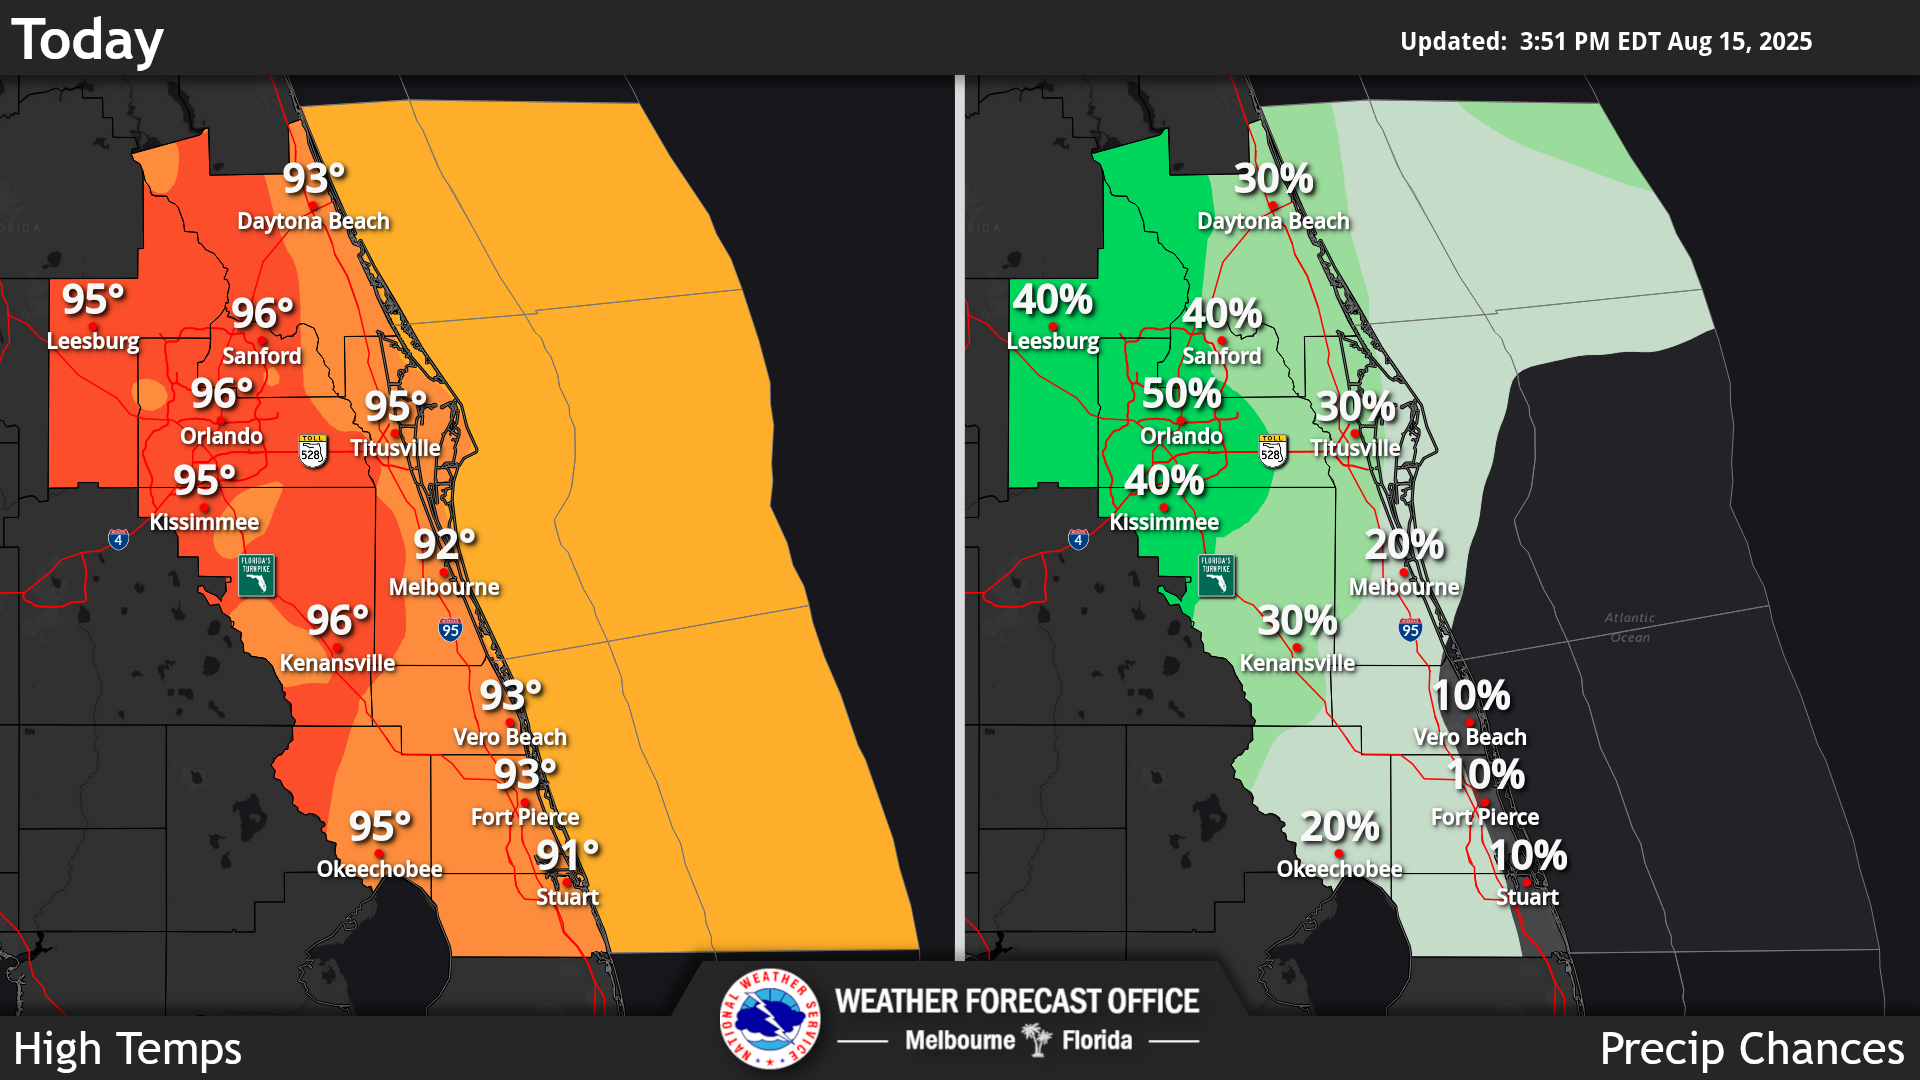 Today
Updated: 3:51 PM EDT Aug 15, 2025
93°
Daytona Beach
95°
Leesburg
96°
Sanford
96°
Orlando
95°
Titusville
TOLL
528
95°
Kissimmee
4
92°
Melbourne
FLORIDA'S
TURNPIKE
96°
Kenansville
95
93°
Vero Beach
93°
Fort Pierce
95°
Okeechobee
91°
Stuart
High Temps
30%
Daytona Beach
40%
Leesburg
40%
Sanford
50%
Orlando
30%
Titusville
TOLL
528
40%
Kissimmee
4
20%
Melbourne
FLORIDA'S
TURNPIKE
30%
Kenansville
95
Atlantic
Ocean
10%
Vero Beach
10%
Fort Pierce
20%
Okeechobee
10%
Stuart
Precip Chances
NATIONAL WEATHER SERVICE
WEATHER FORECAST OFFICE
Melbourne Florida